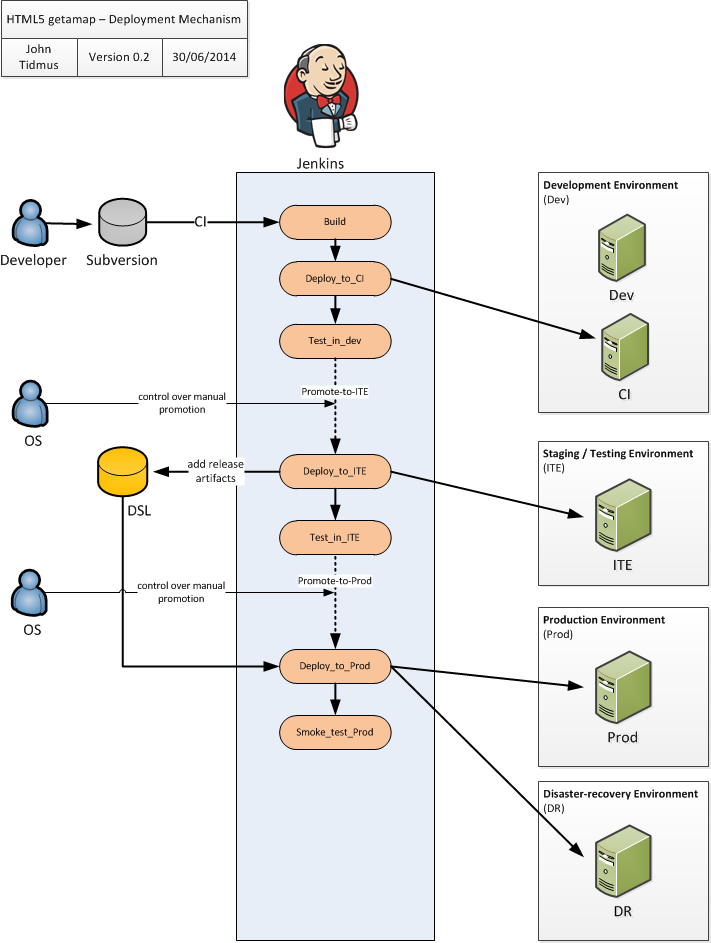 HTML5 getamap – Deployment Mechanism
John
Tidmus
Version 0.2
30/06/2014
Jenkins
Developer
Subversion
CI
Build
Deploy_to_CI
Test_in_dev
Promote-to-ITE
OS
control over manual
promotion
Deploy_to_ITE
add release
artifacts
DSL
Test_in_ITE
Promote-to-Prod
OS
control over manual
promotion
Deploy_to_Prod
Smoke_test_Prod
Development Environment
(Dev)
Dev
CI
Staging / Testing Environment
(ITE)
ITE
Production Environment
(Prod)
Prod
Disaster-recovery Environment
(DR)
DR